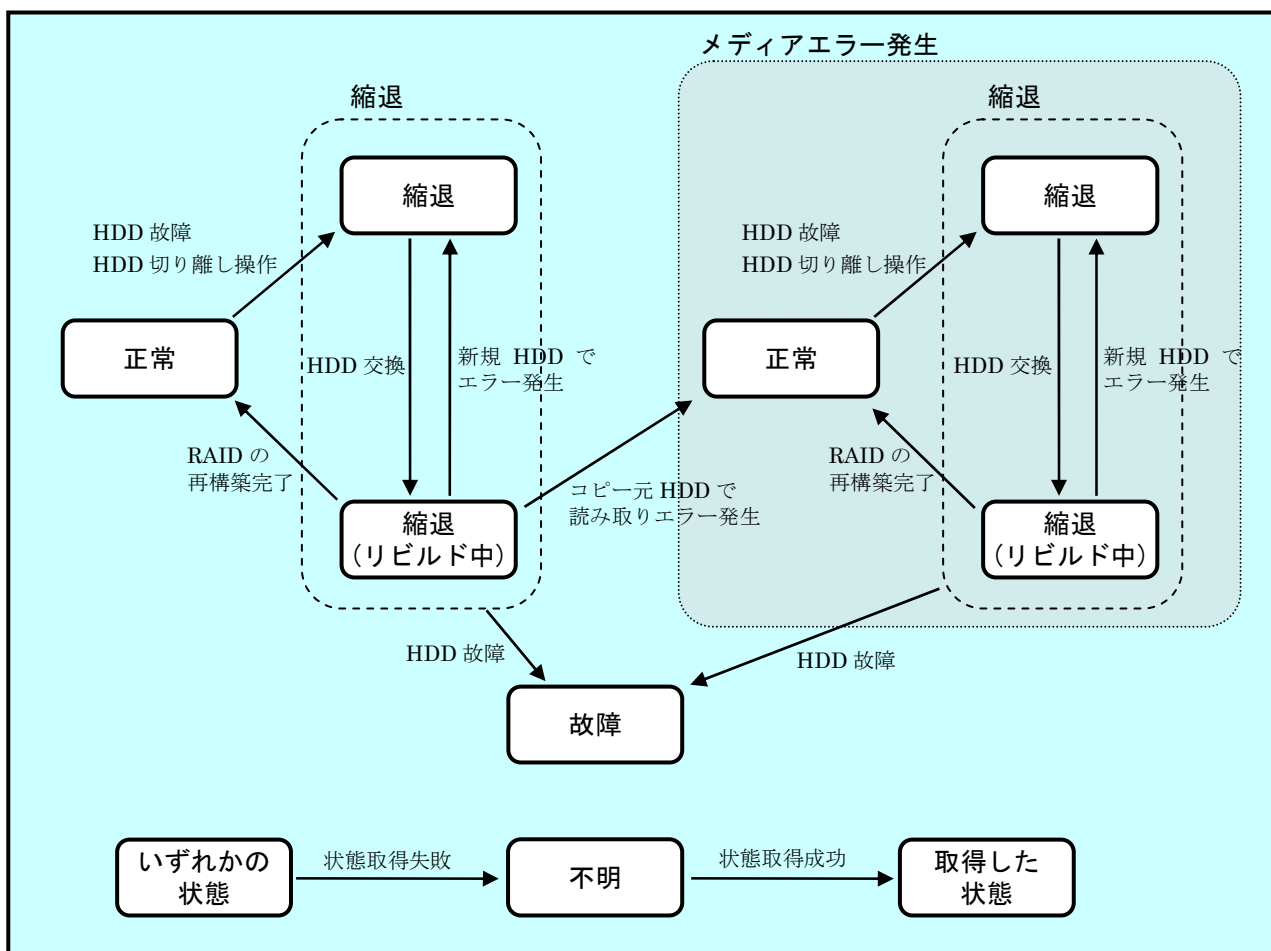 メディアエラー発生
縮退
縮退
縮退
縮退
HDD 故障
HDD 切り離し操作
HDD 故障
HDD 切り離し操作
正常
HDD 交換
新規 HDD で
エラー発生
正常
HDD 交換
新規 HDD で
エラー発生
RAID の
再構築完了
RAID の
再構築完了
コピー元 HDD で
読み取りエラー発生
縮退
(リビルド中)
縮退
(リビルド中)
HDD 故障
HDD 故障
故障
いずれかの
状態
状態取得失敗
不明
状態取得成功
取得した
状態